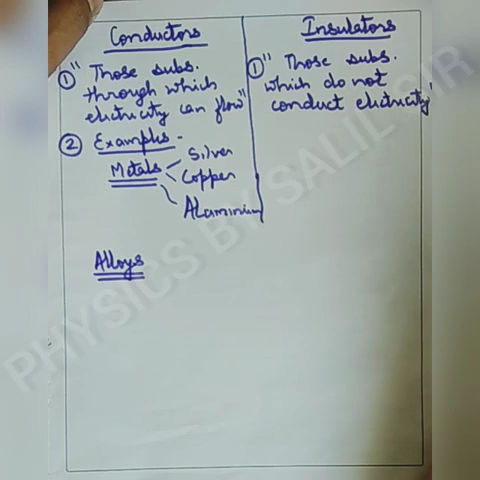 Conductors
① "Those subs.
through which
electricity can flow"
② Examples -
Metals Silver
Copper
Aluminium
Alloys
Insulators
① "Those subs.
which do not
conduct electricity'
PHYSICS BY SALIL SIR